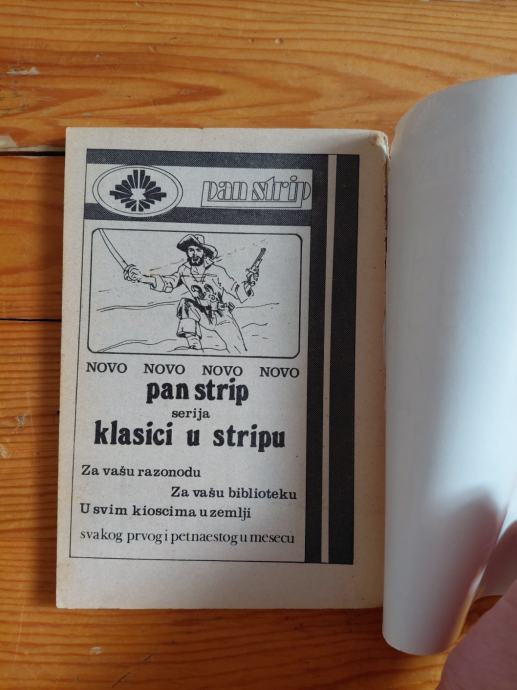 pan strip
NOVO NOVO NOVO NOVO
pan strip
serija
klasici u stripu
Za vašu razonodu
Za vašu biblioteku
U svim kioscima u zemlji
svakog prvog i petnaestog u mesecu